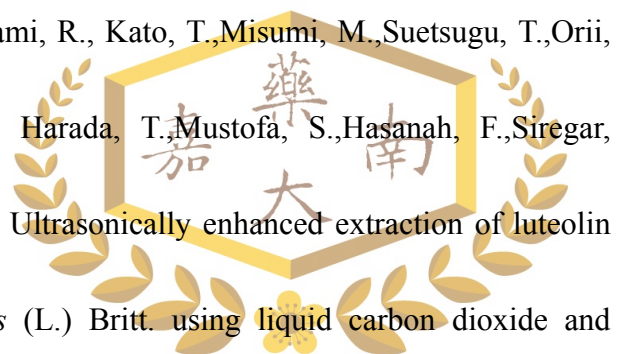 ami, R., Kato, T.,Misumi, M.,Suetsugu, T.,Orii,
藥
Harada, T.,Mustofa, S.,Hasanah, F.,Siregar,
嘉 南
大
Ultrasonically enhanced extraction of luteolin
s (L.) Britt. using liquid carbon dioxide and